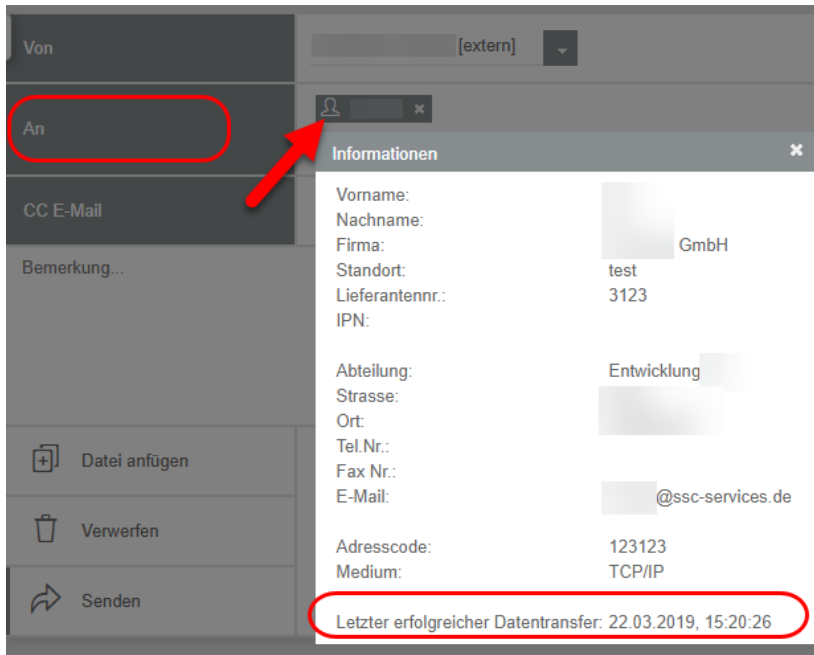 Von
[extern]
An
CC E-Mail
Bemerkung...
Datei anfügen
Verwerfen
Senden
Informationen
Vorname:
Nachname:
Firma: GmbH
Standort: test
Lieferantennr.: 3123
IPN:
Abteilung: Entwicklung
Strasse:
Ort:
Tel.Nr.:
Fax Nr.:
E-Mail: @ssc-services.de
Adresscode: 123123
Medium: TCP/IP
Letzter erfolgreicher Datentransfer: 22.03.2019, 15:20:26